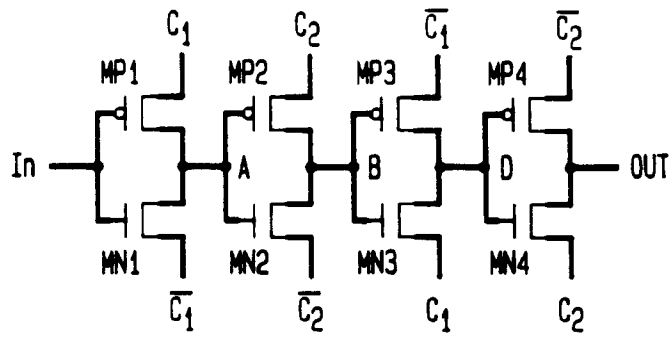 C₁ C₂ C̅₁ C̅₂
MP1 MP2 MP3 MP4
In A B D OUT
MN1 MN2 MN3 MN4
C̅₁ C̅₂ C₁ C₂